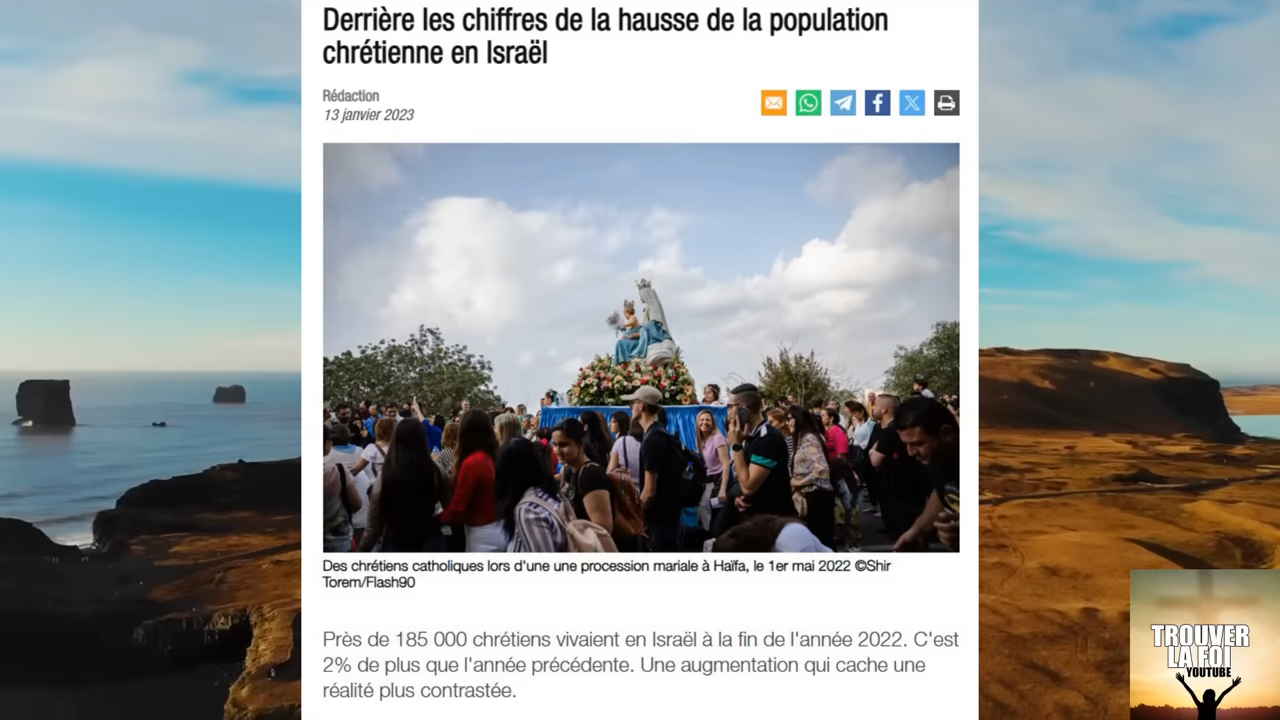 Derrière les chiffres de la hausse de la population
chrétienne en Israël
Rédaction
13 janvier 2023
Des chrétiens catholiques lors d'une une procession mariale à Haïfa, le 1er mai 2022 ©Shir
Torem/Flash90
Près de 185 000 chrétiens vivaient en Israël à la fin de l'année 2022. C'est
2% de plus que l'année précédente. Une augmentation qui cache une
réalité plus contrastée.
TROUVER
LA FOI
YOUTUBE